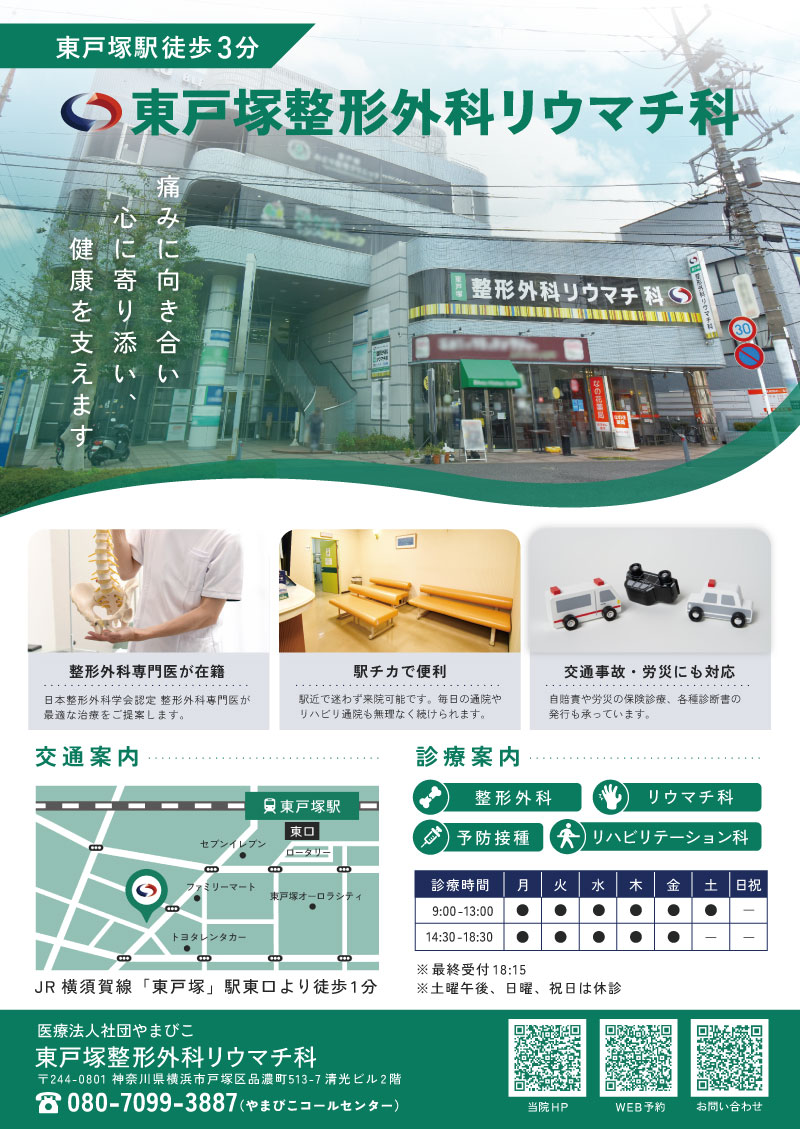 東戸塚駅徒歩3分
東戸塚整形外科リウマチ科
痛みに向き合い
心に寄り添い、
健康を支えます
東戸塚
整形外科リウマチ科
整形外科リウマチ科
30
なの花薬局
整形外科専門医が在籍
日本整形外科学会認定 整形外科専門医が
最適な治療をご提案します。
駅チカで便利
駅近で迷わず来院可能です。毎日の通院や
リハビリ通院も無理なく続けられます。
交通事故・労災にも対応
自賠責や労災の保険診療、各種診断書の
発行も承っています。
交通案内
東戸塚駅
東口
セブンイレブン
ロータリー
ファミリーマート
東戸塚オーロラシティ
トヨタレンタカー
JR 横須賀線「東戸塚」駅東口より徒歩1分
診療案内
整形外科
リウマチ科
予防接種
リハビリテーション科
診療時間 月 火 水 木 金 土 日祝
9:00-13:00 ● ● ● ● ● ● ―
14:30-18:30 ● ● ● ● ● ― ―
※最終受付18:15
※土曜午後、日曜、祝日は休診
医療法人社団やまびこ
東戸塚整形外科リウマチ科
〒244-0801 神奈川県横浜市戸塚区品濃町513-7 清光ビル2階
080-7099-3887(やまびこコールセンター)
当院HP
WEB予約
お問い合わせ